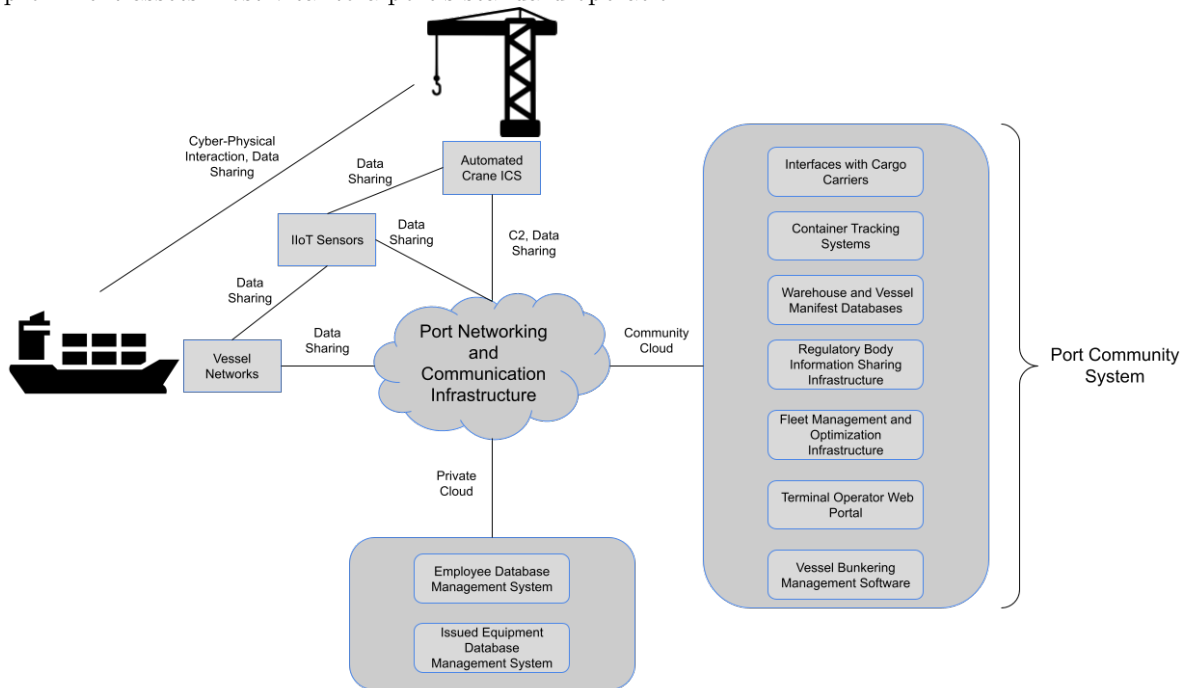 Cyber-Physical
Interaction, Data
Sharing
Data
Sharing
Automated
Crane ICS
IIoT Sensors
Data
Sharing
C2, Data
Sharing
Data
Sharing
Vessel
Networks
Data
Sharing
Port Networking
and
Communication
Infrastructure
Community
Cloud
Private
Cloud
Employee Database
Management System
Issued Equipment
Database
Management System
Interfaces with Cargo
Carriers
Container Tracking
Systems
Warehouse and Vessel
Manifest Databases
Regulatory Body
Information Sharing
Infrastructure
Fleet Management and
Optimization
Infrastructure
Terminal Operator Web
Portal
Vessel Bunkering
Management Software
Port Community
System